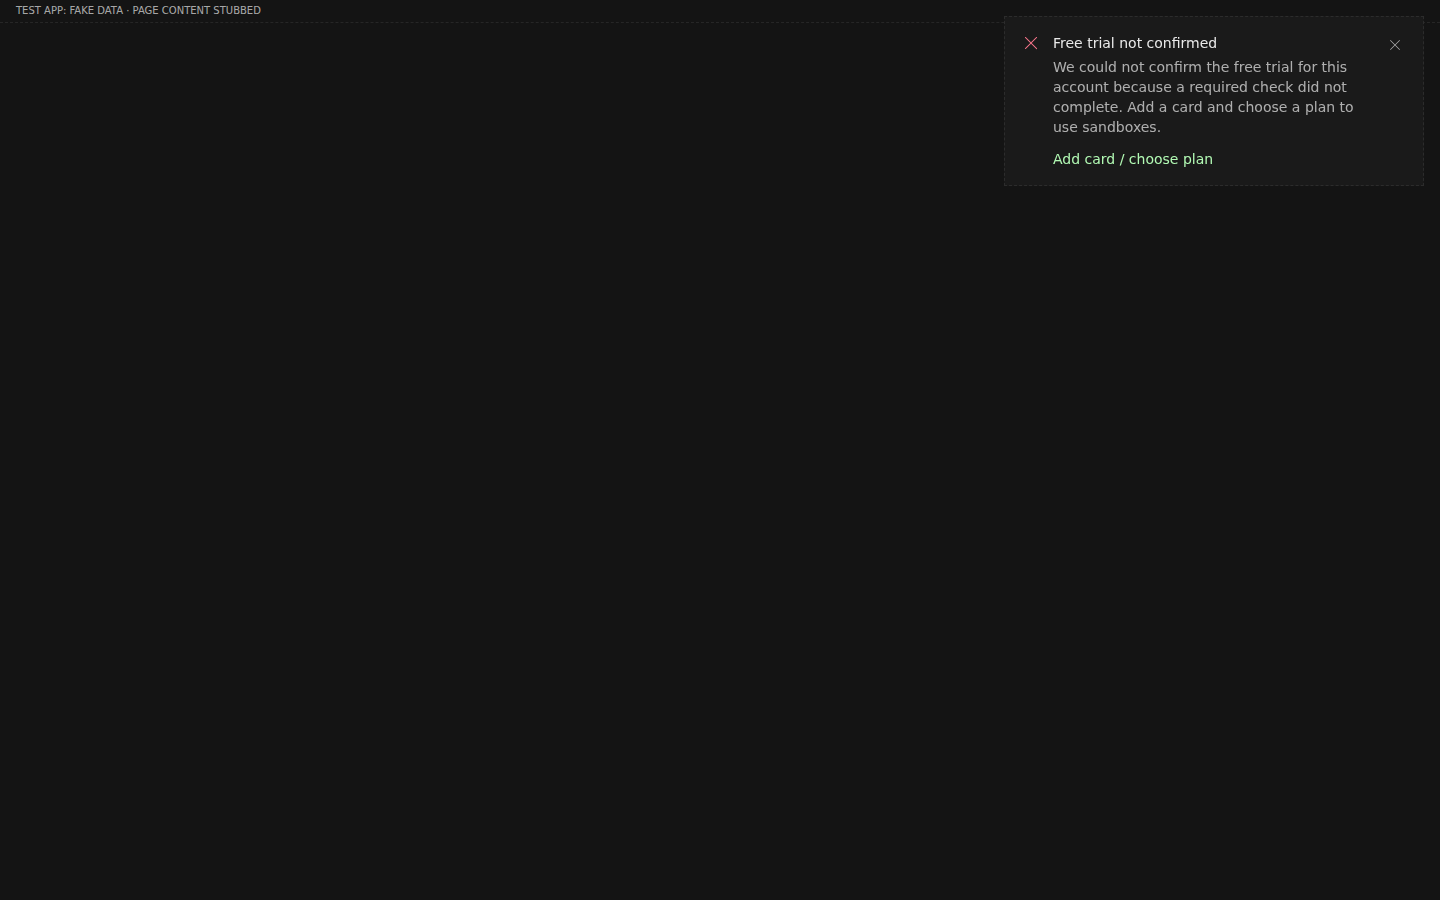 TEST APP: FAKE DATA · PAGE CONTENT STUBBED
Free trial not confirmed
We could not confirm the free trial for this
account because a required check did not
complete. Add a card and choose a plan to
use sandboxes.
Add card / choose plan